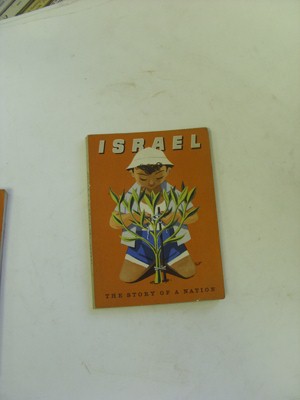 ISRAEL
THE STORY OF A NATION